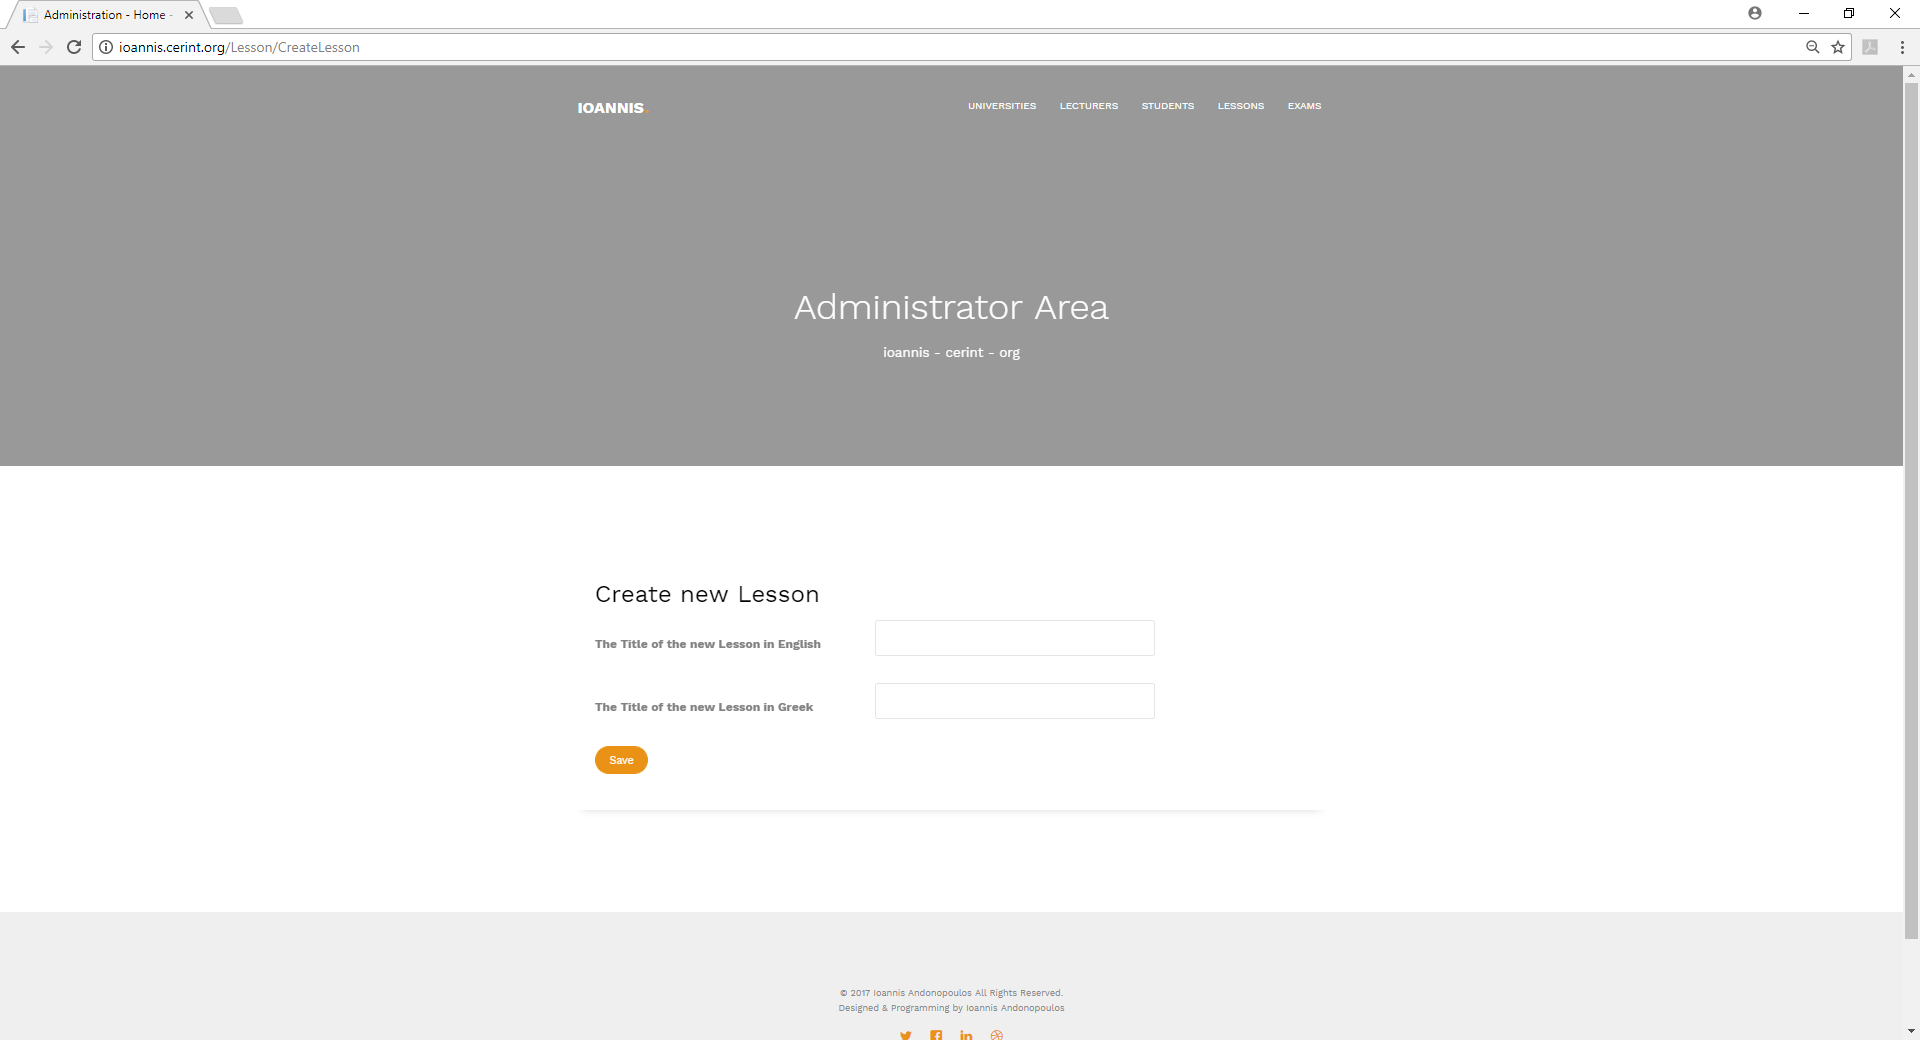 Administration - Home -
ioannis.cerint.org/Lesson/CreateLesson
IOANNIS.
UNIVERSITIES LECTURERS STUDENTS LESSONS EXAMS
Administrator Area
ioannis - cerint - org
Create new Lesson
The Title of the new Lesson in English
The Title of the new Lesson in Greek
Save
© 2017 Ioannis Andonopoulos All Rights Reserved.
Designed & Programming by Ioannis Andonopoulos